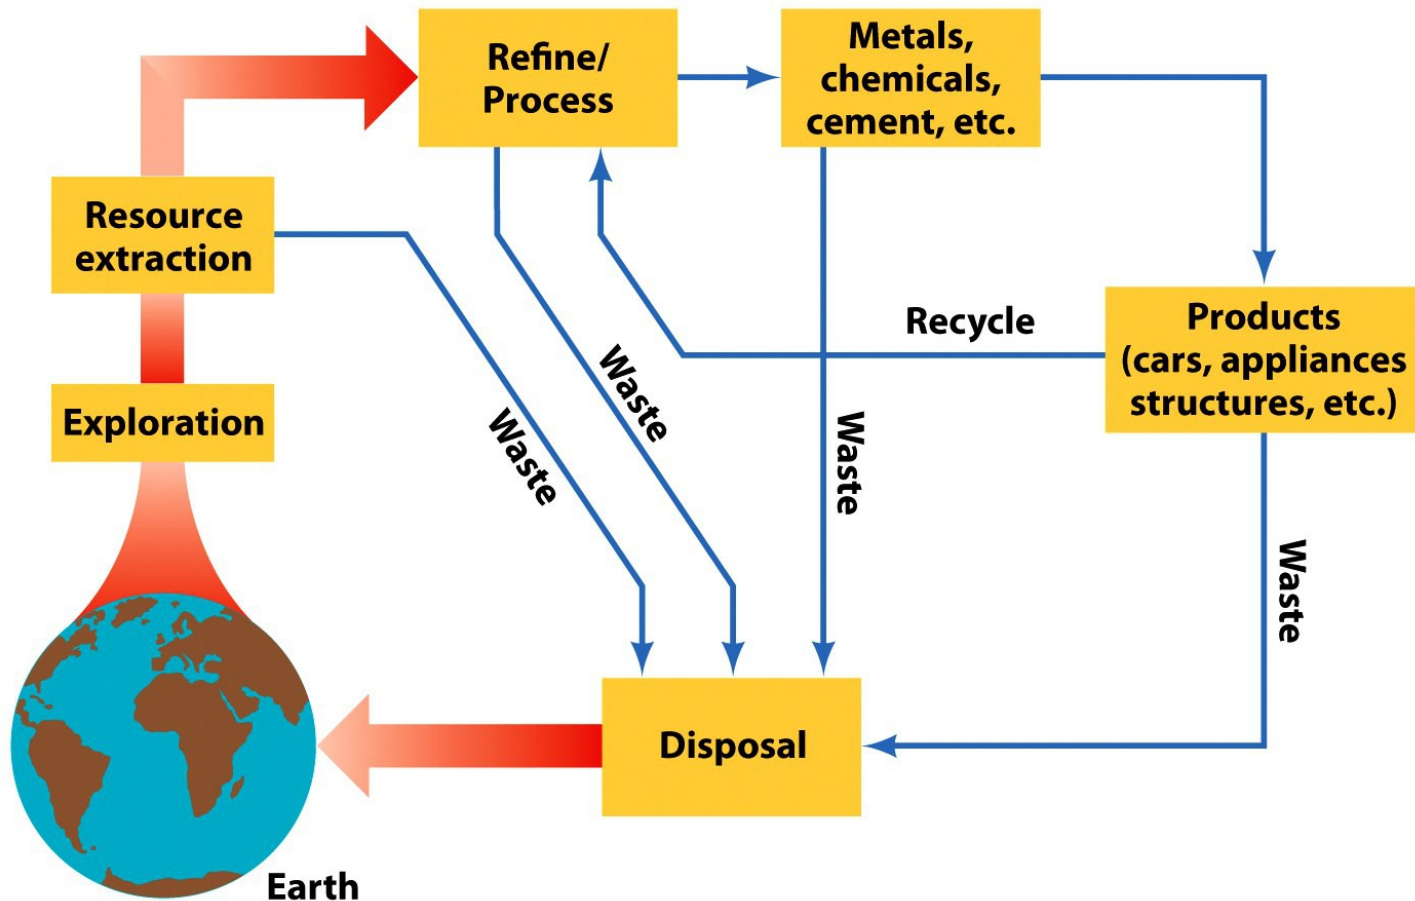 Refine/
Process
Metals,
chemicals,
cement, etc.
Resource
extraction
Recycle
Products
(cars, appliances
structures, etc.)
Exploration
Waste
Waste
Waste
Waste
Disposal
Earth